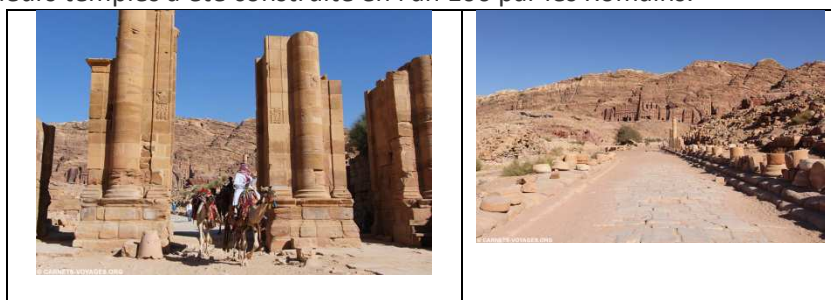 temples a été construite en l'an 106 par les Romains.
© CARNETS-VOYAGES.ORG
© CARNETS-VOYAGES.ORG